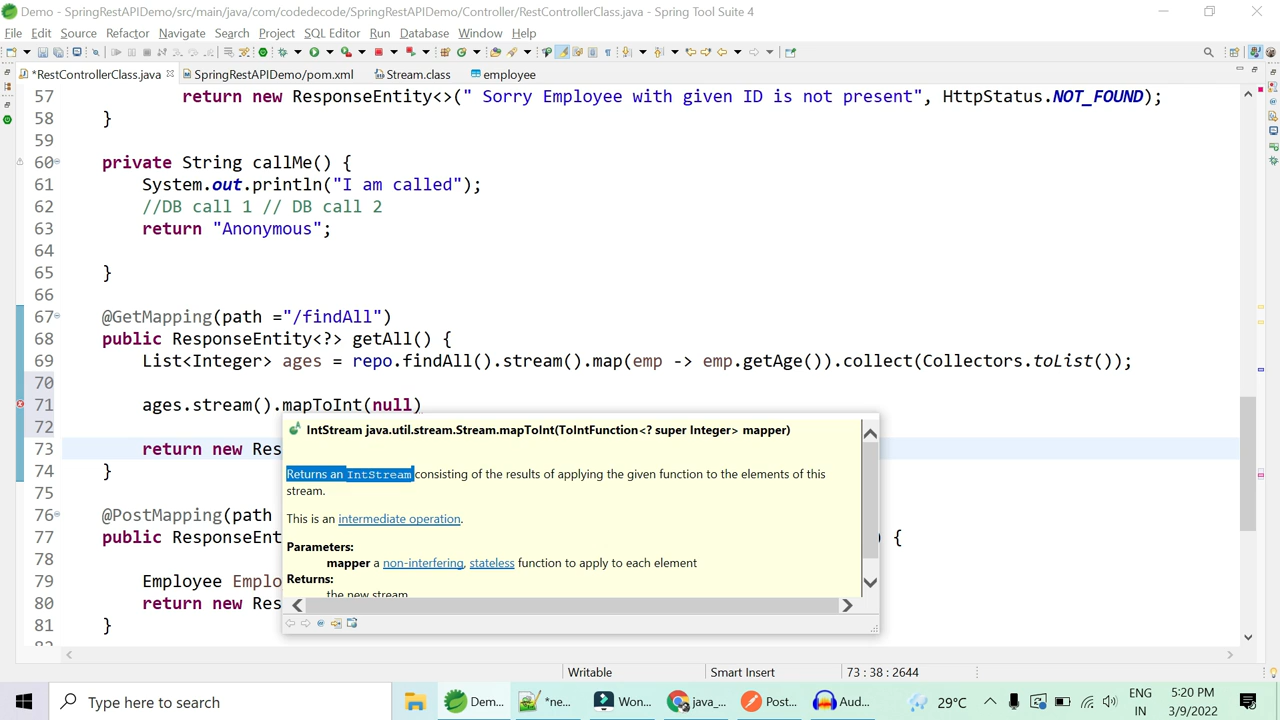 Demo - SpringRestAPIDemo/src/main/java/com/codedecode/SpringRestAPIDemo/Controller/RestControllerClass.java - Spring Tool Suite 4
File Edit Source Refactor Navigate Search Project SQL Editor Run Database Window Help
*RestControllerClass.java SpringRestAPIDemo/pom.xml Stream.class employee
57 return new ResponseEntity<>(" Sorry Employee with given ID is not present", HttpStatus.NOT_FOUND);
58 }
59
60 private String callMe() {
61 System.out.println("I am called");
62 //DB call 1 // DB call 2
63 return "Anonymous";
64
65 }
66
67 @GetMapping(path ="/findAll")
68 public ResponseEntity<?> getAll() {
69 List<Integer> ages = repo.findAll().stream().map(emp -> emp.getAge()).collect(Collectors.toList());
70
71 ages.stream().mapToInt(null)
72
IntStream java.util.stream.Stream.mapToInt(ToIntFunction<? super Integer> mapper)
73 return new Res
74 }
Returns an IntStream consisting of the results of applying the given function to the elements of this
stream.
75
76 @PostMapping(path
This is an intermediate operation.
77 public ResponseEnt ) {
Parameters:
78
mapper a non-interfering, stateless function to apply to each element
79 Employee Emplo
Returns:
the new stream
80 return new Res
81 }
Writable Smart Insert 73 : 38 : 2644
Type here to search Dem... *ne... Won... java_... Post... Aud... 29°C ENG IN 5:20 PM 3/9/2022